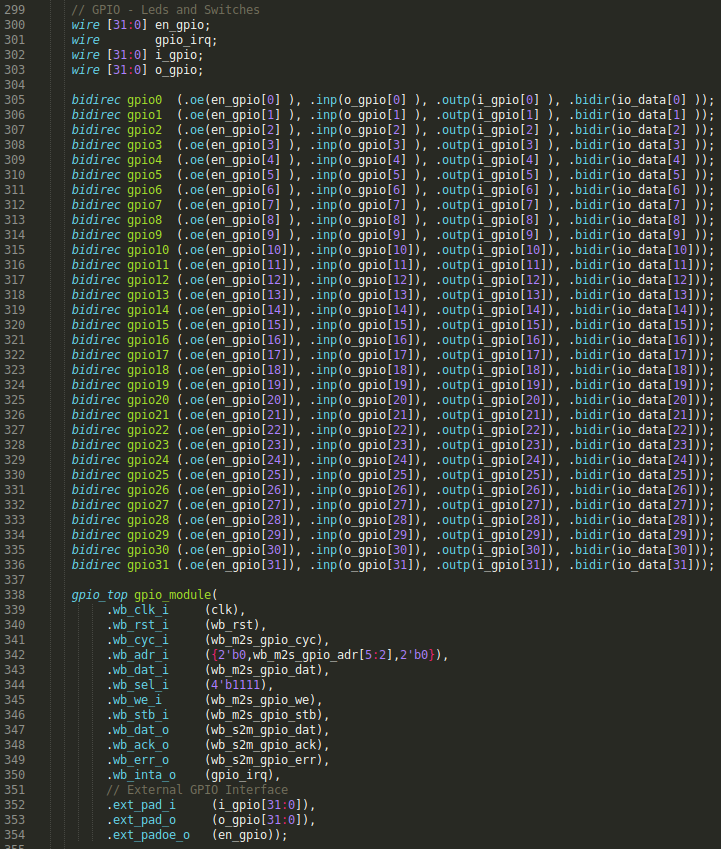 299 // GPIO - Leds and Switches
300 wire [31:0] en_gpio;
301 wire        gpio_irq;
302 wire [31:0] i_gpio;
303 wire [31:0] o_gpio;
304
305 bidirec gpio0  (.oe(en_gpio[0] ), .inp(o_gpio[0] ), .outp(i_gpio[0] ), .bidir(io_data[0] ));
306 bidirec gpio1  (.oe(en_gpio[1] ), .inp(o_gpio[1] ), .outp(i_gpio[1] ), .bidir(io_data[1] ));
307 bidirec gpio2  (.oe(en_gpio[2] ), .inp(o_gpio[2] ), .outp(i_gpio[2] ), .bidir(io_data[2] ));
308 bidirec gpio3  (.oe(en_gpio[3] ), .inp(o_gpio[3] ), .outp(i_gpio[3] ), .bidir(io_data[3] ));
309 bidirec gpio4  (.oe(en_gpio[4] ), .inp(o_gpio[4] ), .outp(i_gpio[4] ), .bidir(io_data[4] ));
310 bidirec gpio5  (.oe(en_gpio[5] ), .inp(o_gpio[5] ), .outp(i_gpio[5] ), .bidir(io_data[5] ));
311 bidirec gpio6  (.oe(en_gpio[6] ), .inp(o_gpio[6] ), .outp(i_gpio[6] ), .bidir(io_data[6] ));
312 bidirec gpio7  (.oe(en_gpio[7] ), .inp(o_gpio[7] ), .outp(i_gpio[7] ), .bidir(io_data[7] ));
313 bidirec gpio8  (.oe(en_gpio[8] ), .inp(o_gpio[8] ), .outp(i_gpio[8] ), .bidir(io_data[8] ));
314 bidirec gpio9  (.oe(en_gpio[9] ), .inp(o_gpio[9] ), .outp(i_gpio[9] ), .bidir(io_data[9] ));
315 bidirec gpio10 (.oe(en_gpio[10]), .inp(o_gpio[10]), .outp(i_gpio[10]), .bidir(io_data[10]));
316 bidirec gpio11 (.oe(en_gpio[11]), .inp(o_gpio[11]), .outp(i_gpio[11]), .bidir(io_data[11]));
317 bidirec gpio12 (.oe(en_gpio[12]), .inp(o_gpio[12]), .outp(i_gpio[12]), .bidir(io_data[12]));
318 bidirec gpio13 (.oe(en_gpio[13]), .inp(o_gpio[13]), .outp(i_gpio[13]), .bidir(io_data[13]));
319 bidirec gpio14 (.oe(en_gpio[14]), .inp(o_gpio[14]), .outp(i_gpio[14]), .bidir(io_data[14]));
320 bidirec gpio15 (.oe(en_gpio[15]), .inp(o_gpio[15]), .outp(i_gpio[15]), .bidir(io_data[15]));
321 bidirec gpio16 (.oe(en_gpio[16]), .inp(o_gpio[16]), .outp(i_gpio[16]), .bidir(io_data[16]));
322 bidirec gpio17 (.oe(en_gpio[17]), .inp(o_gpio[17]), .outp(i_gpio[17]), .bidir(io_data[17]));
323 bidirec gpio18 (.oe(en_gpio[18]), .inp(o_gpio[18]), .outp(i_gpio[18]), .bidir(io_data[18]));
324 bidirec gpio19 (.oe(en_gpio[19]), .inp(o_gpio[19]), .outp(i_gpio[19]), .bidir(io_data[19]));
325 bidirec gpio20 (.oe(en_gpio[20]), .inp(o_gpio[20]), .outp(i_gpio[20]), .bidir(io_data[20]));
326 bidirec gpio21 (.oe(en_gpio[21]), .inp(o_gpio[21]), .outp(i_gpio[21]), .bidir(io_data[21]));
327 bidirec gpio22 (.oe(en_gpio[22]), .inp(o_gpio[22]), .outp(i_gpio[22]), .bidir(io_data[22]));
328 bidirec gpio23 (.oe(en_gpio[23]), .inp(o_gpio[23]), .outp(i_gpio[23]), .bidir(io_data[23]));
329 bidirec gpio24 (.oe(en_gpio[24]), .inp(o_gpio[24]), .outp(i_gpio[24]), .bidir(io_data[24]));
330 bidirec gpio25 (.oe(en_gpio[25]), .inp(o_gpio[25]), .outp(i_gpio[25]), .bidir(io_data[25]));
331 bidirec gpio26 (.oe(en_gpio[26]), .inp(o_gpio[26]), .outp(i_gpio[26]), .bidir(io_data[26]));
332 bidirec gpio27 (.oe(en_gpio[27]), .inp(o_gpio[27]), .outp(i_gpio[27]), .bidir(io_data[27]));
333 bidirec gpio28 (.oe(en_gpio[28]), .inp(o_gpio[28]), .outp(i_gpio[28]), .bidir(io_data[28]));
334 bidirec gpio29 (.oe(en_gpio[29]), .inp(o_gpio[29]), .outp(i_gpio[29]), .bidir(io_data[29]));
335 bidirec gpio30 (.oe(en_gpio[30]), .inp(o_gpio[30]), .outp(i_gpio[30]), .bidir(io_data[30]));
336 bidirec gpio31 (.oe(en_gpio[31]), .inp(o_gpio[31]), .outp(i_gpio[31]), .bidir(io_data[31]));
337
338 gpio_top gpio_module(
339      .wb_clk_i     (clk),
340      .wb_rst_i     (wb_rst),
341      .wb_cyc_i     (wb_m2s_gpio_cyc),
342      .wb_adr_i     ({2'b0,wb_m2s_gpio_adr[5:2],2'b0}),
343      .wb_dat_i     (wb_m2s_gpio_dat),
344      .wb_sel_i     (4'b1111),
345      .wb_we_i      (wb_m2s_gpio_we),
346      .wb_stb_i     (wb_m2s_gpio_stb),
347      .wb_dat_o     (wb_s2m_gpio_dat),
348      .wb_ack_o     (wb_s2m_gpio_ack),
349      .wb_err_o     (wb_s2m_gpio_err),
350      .wb_inta_o    (gpio_irq),
351      // External GPIO Interface
352      .ext_pad_i     (i_gpio[31:0]),
353      .ext_pad_o     (o_gpio[31:0]),
354      .ext_padoe_o   (en_gpio));